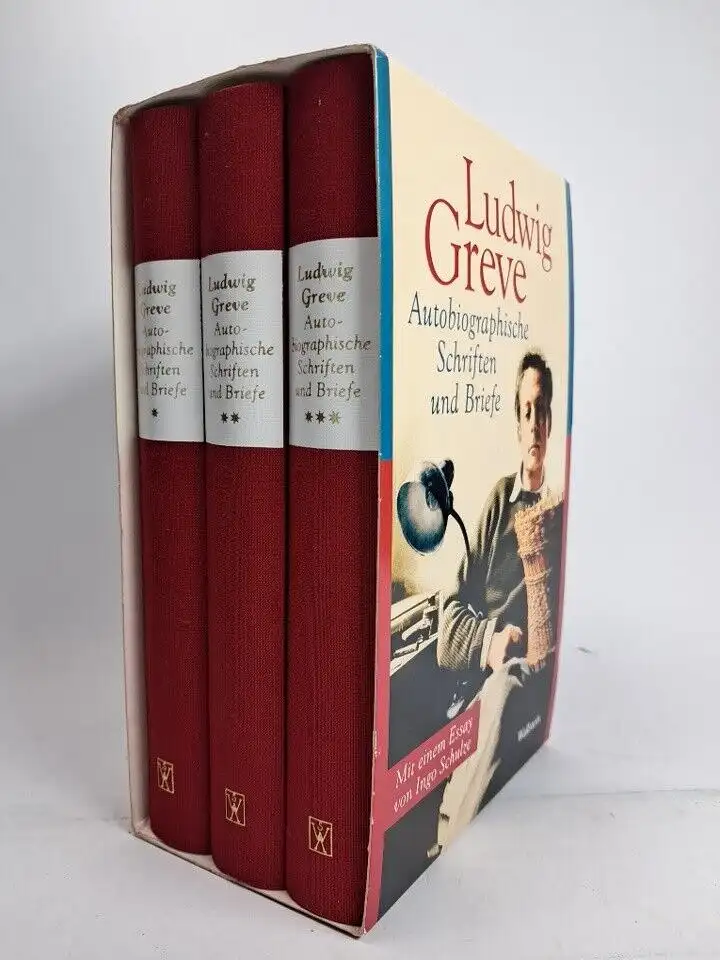 Ludwig
Greve
Auto-
biographische
Schriften
und Briefe
*
Ludwig
Greve
Auto-
biographische
Schriften
und Briefe
**
Ludwig
Greve
Auto-
biographische
Schriften
und Briefe
***
Ludwig
Greve
Autobiographische
Schriften
und Briefe
Mit einem Essay
von Ingo Schulze
Wallstein